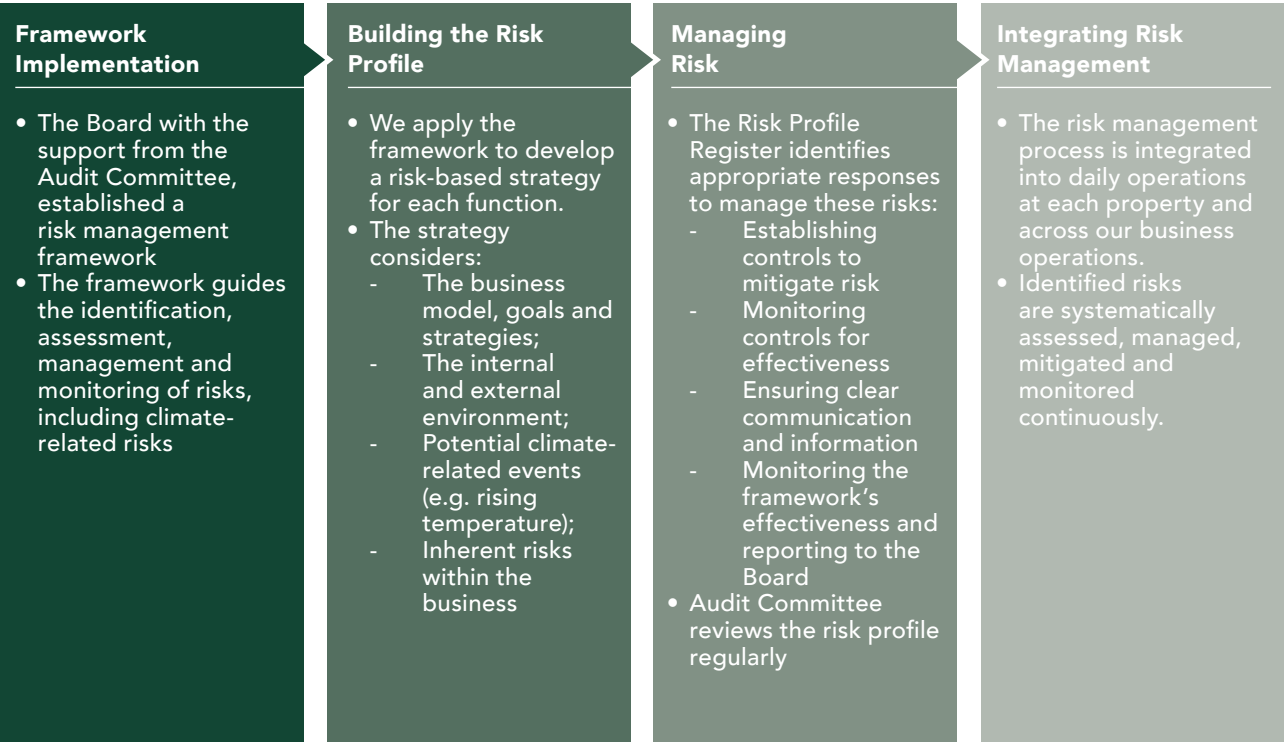 Framework
Implementation
• The Board with the
support from the
Audit Committee,
established a
risk management
framework
• The framework guides
the identification,
assessment,
management and
monitoring of risks,
including climate-
related risks
Building the Risk
Profile
• We apply the
framework to develop
a risk-based strategy
for each function.
• The strategy
considers:
- The business
model, goals and
strategies;
- The internal
and external
environment;
- Potential climate-
related events
(e.g. rising
temperature);
- Inherent risks
within the
business
Managing
Risk
• The Risk Profile
Register identifies
appropriate responses
to manage these risks:
- Establishing
controls to
mitigate risk
- Monitoring
controls for
effectiveness
- Ensuring clear
communication
and information
- Monitoring the
framework's
effectiveness and
reporting to the
Board
• Audit Committee
reviews the risk profile
regularly
Integrating Risk
Management
• The risk management
process is integrated
into daily operations
at each property and
across our business
operations.
• Identified risks
are systematically
assessed, managed,
mitigated and
monitored
continuously.